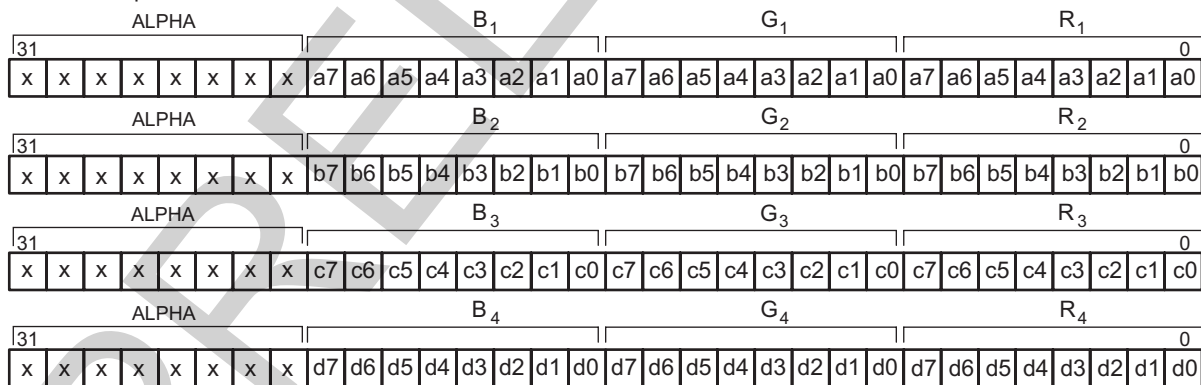 ALPHA B1 G1 R1
31 0
x x x x x x x x a7 a6 a5 a4 a3 a2 a1 a0 a7 a6 a5 a4 a3 a2 a1 a0 a7 a6 a5 a4 a3 a2 a1 a0
ALPHA B2 G2 R2
31 0
x x x x x x x x b7 b6 b5 b4 b3 b2 b1 b0 b7 b6 b5 b4 b3 b2 b1 b0 b7 b6 b5 b4 b3 b2 b1 b0
ALPHA B3 G3 R3
31 0
x x x x x x x x c7 c6 c5 c4 c3 c2 c1 c0 c7 c6 c5 c4 c3 c2 c1 c0 c7 c6 c5 c4 c3 c2 c1 c0
ALPHA B4 G4 R4
31 0
x x x x x x x x d7 d6 d5 d4 d3 d2 d1 d0 d7 d6 d5 d4 d3 d2 d1 d0 d7 d6 d5 d4 d3 d2 d1 d0